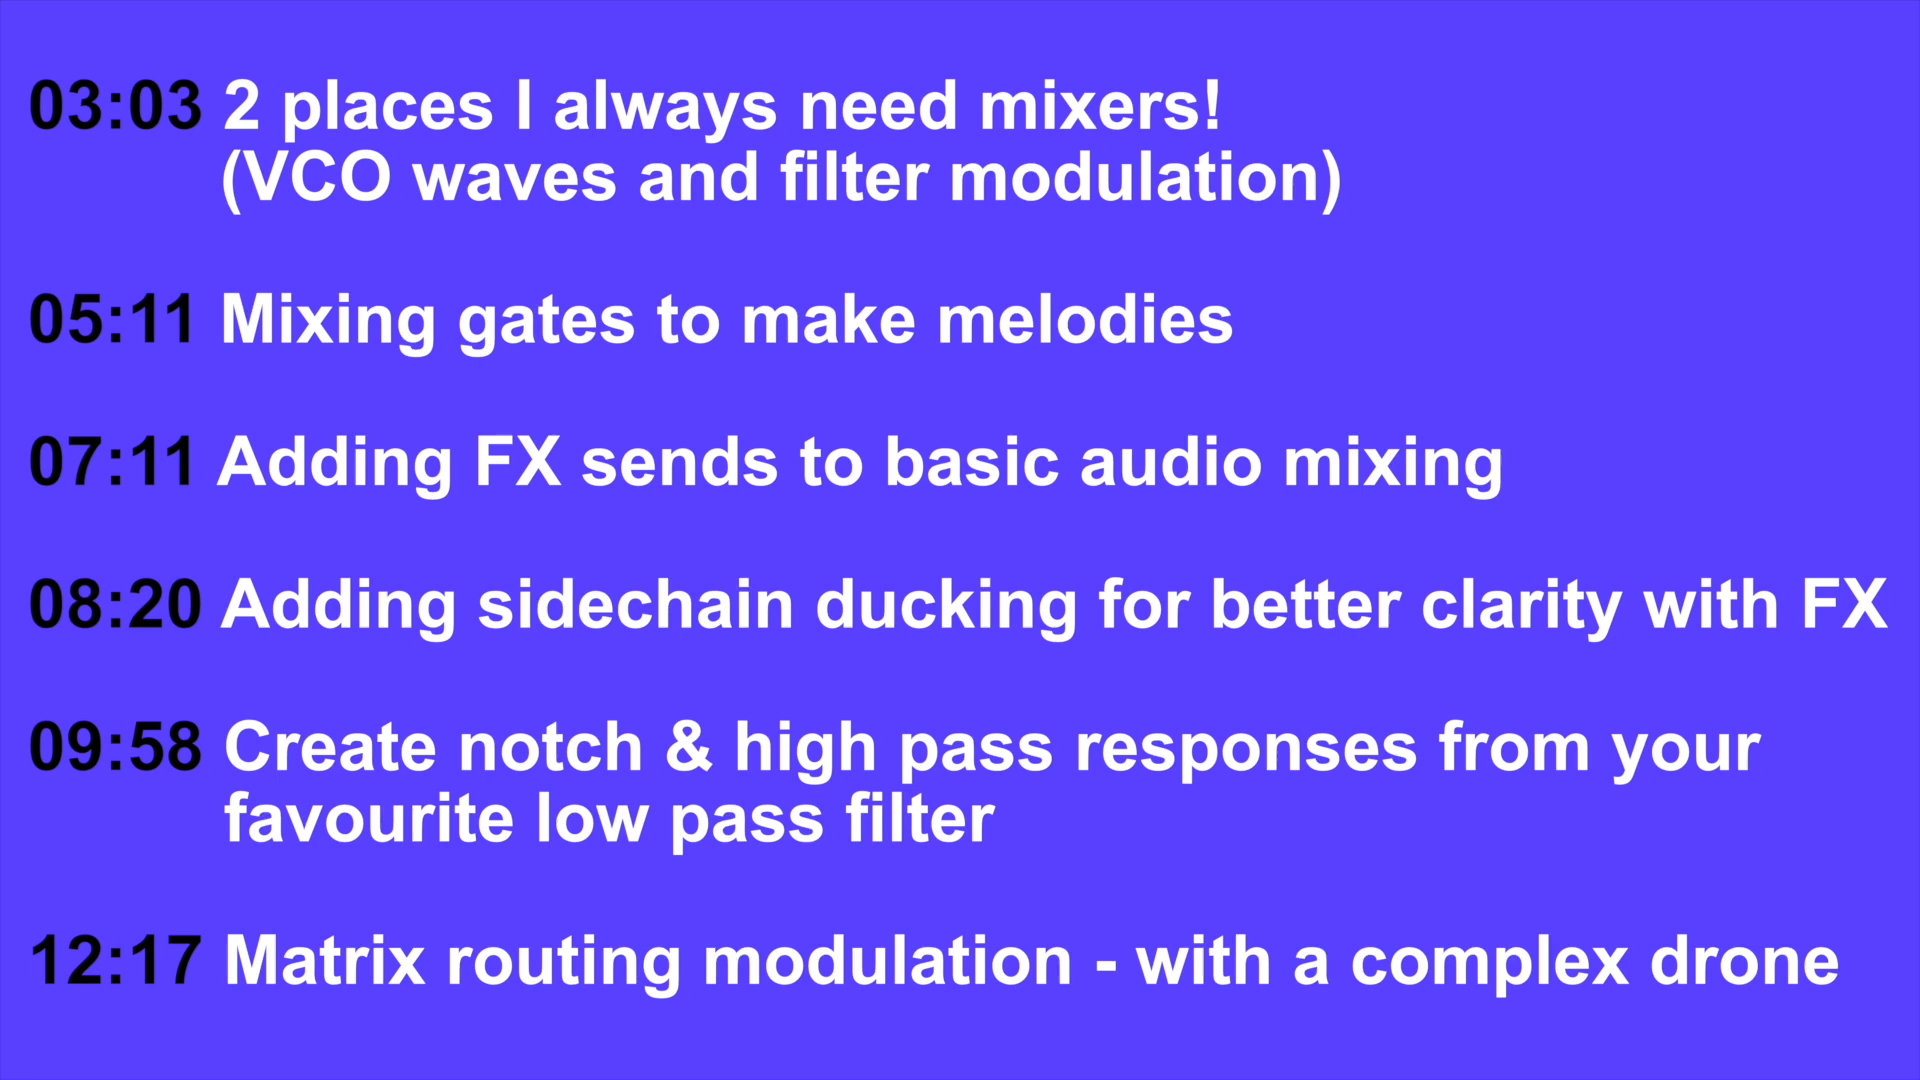 03:03 2 places I always need mixers!
(VCO waves and filter modulation)
05:11 Mixing gates to make melodies
07:11 Adding FX sends to basic audio mixing
08:20 Adding sidechain ducking for better clarity with FX
09:58 Create notch & high pass responses from your
favourite low pass filter
12:17 Matrix routing modulation - with a complex drone